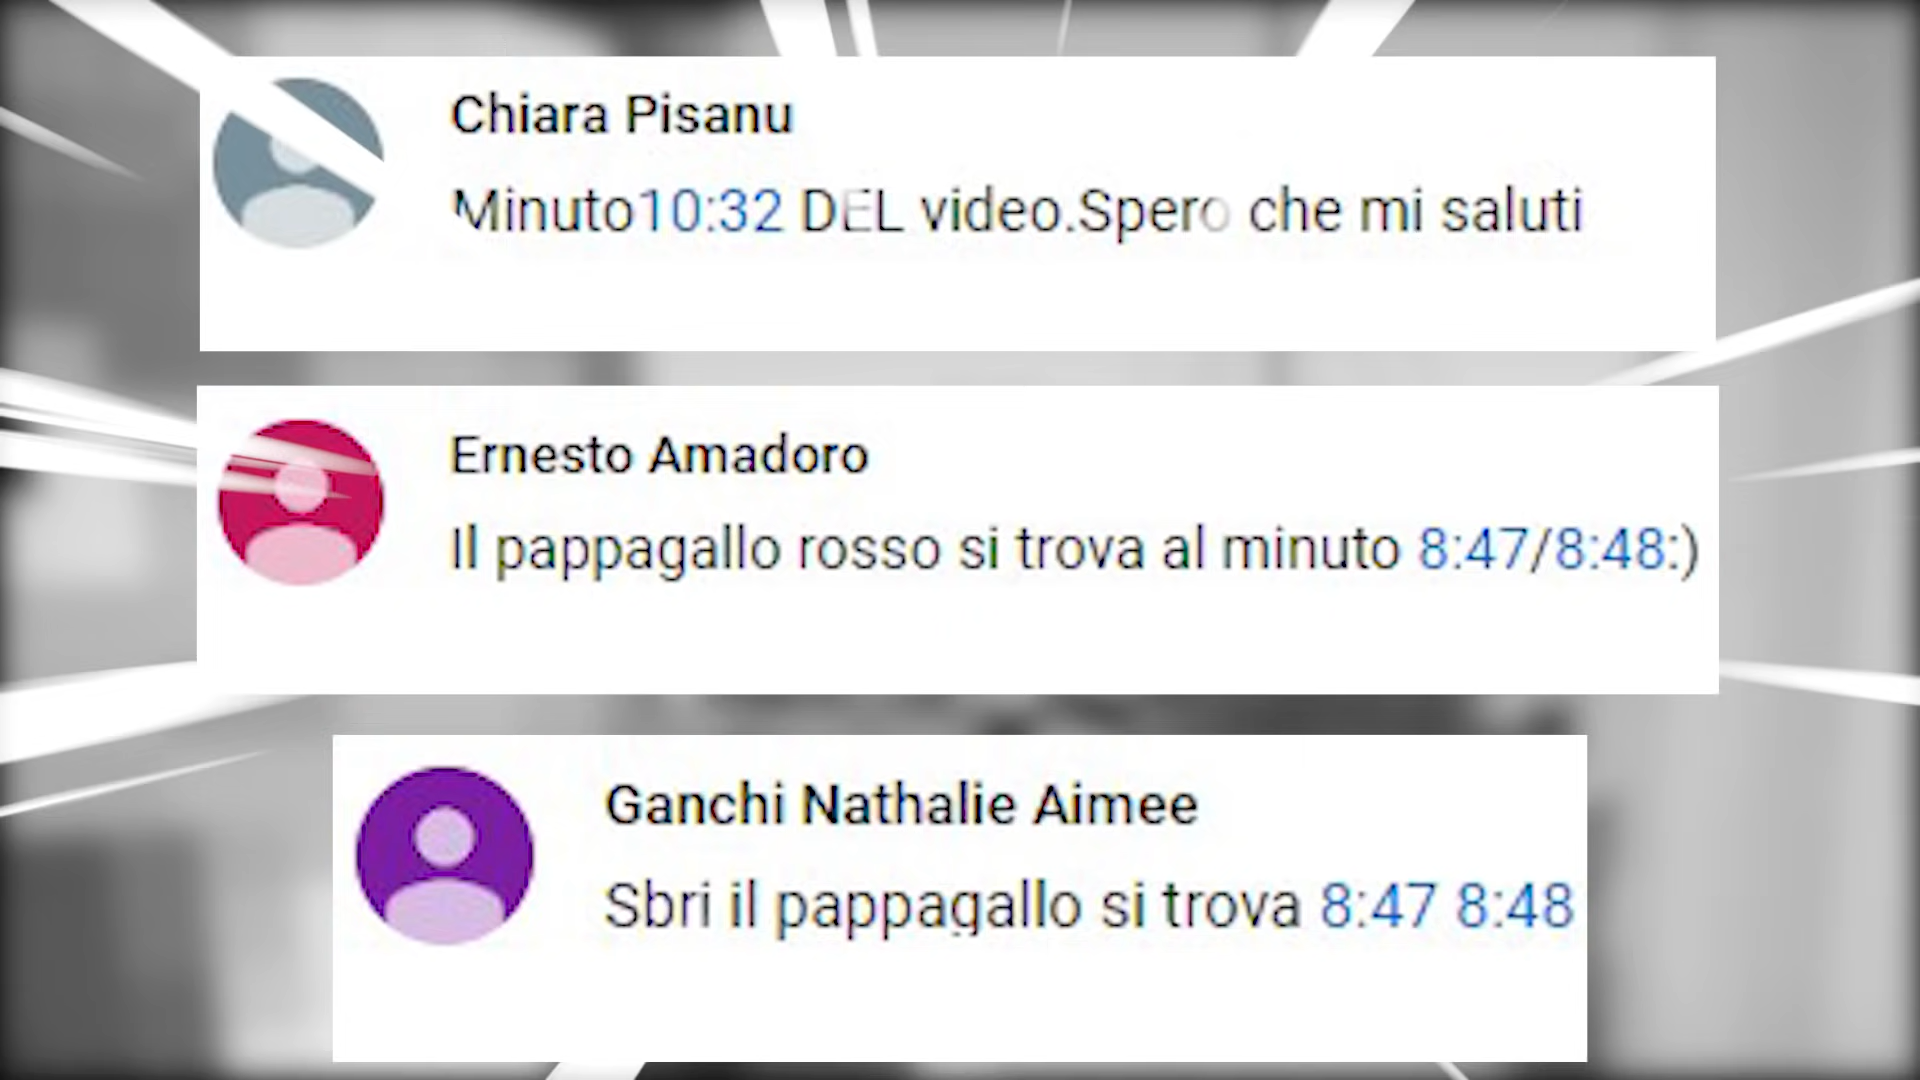 Chiara Pisanu
Minuto10:32 DEL video.Spero che mi saluti
Ernesto Amadoro
Il pappagallo rosso si trova al minuto 8:47/8:48:)
Ganchi Nathalie Aimee
Sbri il pappagallo si trova 8:47 8:48